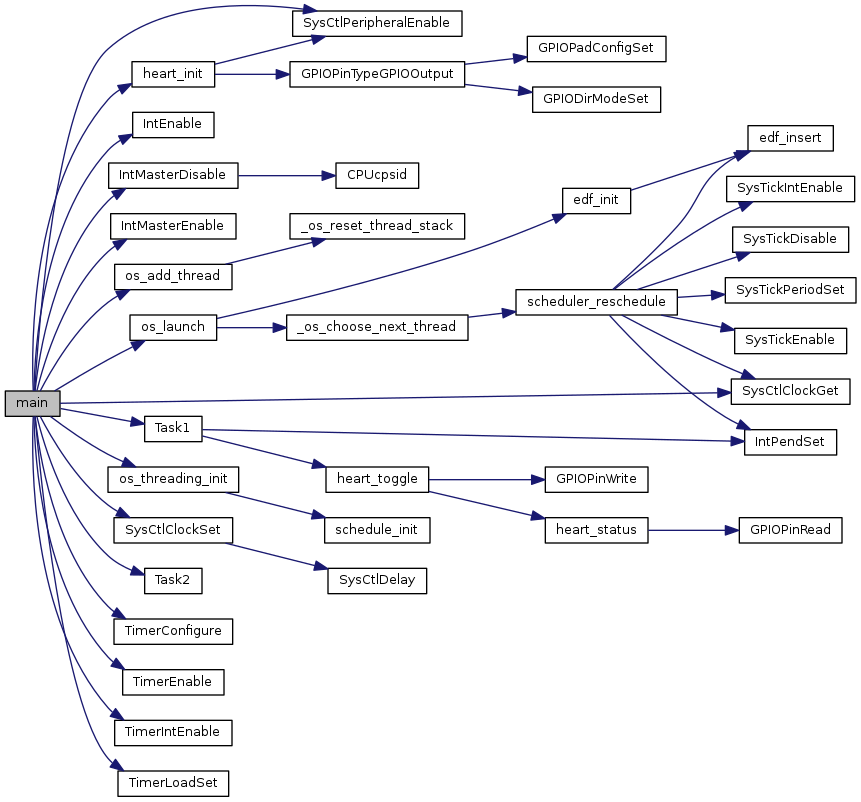 SysCtlPeripheralEnable
GPIOPadConfigSet
heart_init
GPIOPinTypeGPIOOutput
GPIODirModeSet
IntEnable
edf_insert
IntMasterDisable
CPUcpsid
SysTickIntEnable
edf_init
IntMasterEnable
_os_reset_thread_stack
SysTickDisable
os_add_thread
SysTickPeriodSet
scheduler_reschedule
os_launch
_os_choose_next_thread
SysTickEnable
SysCtlClockGet
main
Task1
IntPendSet
os_threading_init
heart_toggle
GPIOPinWrite
SysCtlClockSet
schedule_init
heart_status
GPIOPinRead
Task2
SysCtlDelay
TimerConfigure
TimerEnable
TimerIntEnable
TimerLoadSet